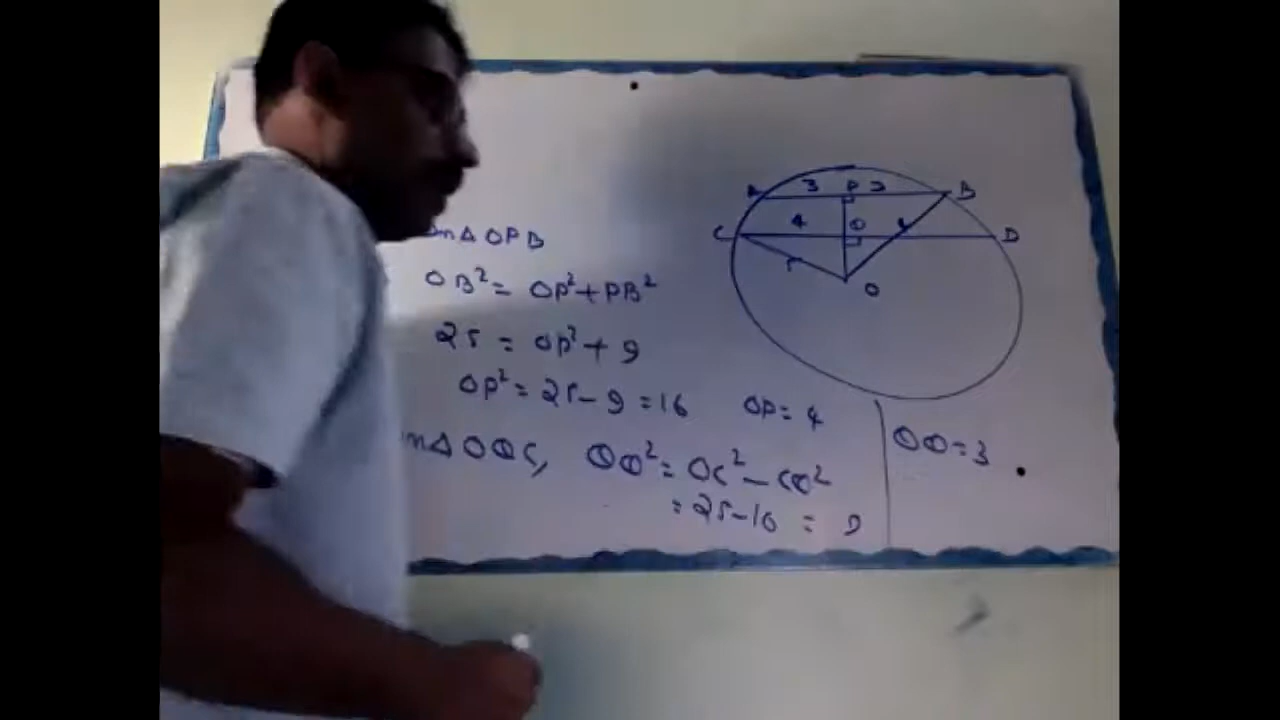 A 3 P 3 B
C 4 Q D
r
O
In Δ OPB
OB² = OP² + PB²
25 = OP² + 9
OP² = 25 - 9 = 16 OP = 4
In Δ OQC, OQ² = OC² - CQ²
= 25 - 16 = 9
OQ = 3